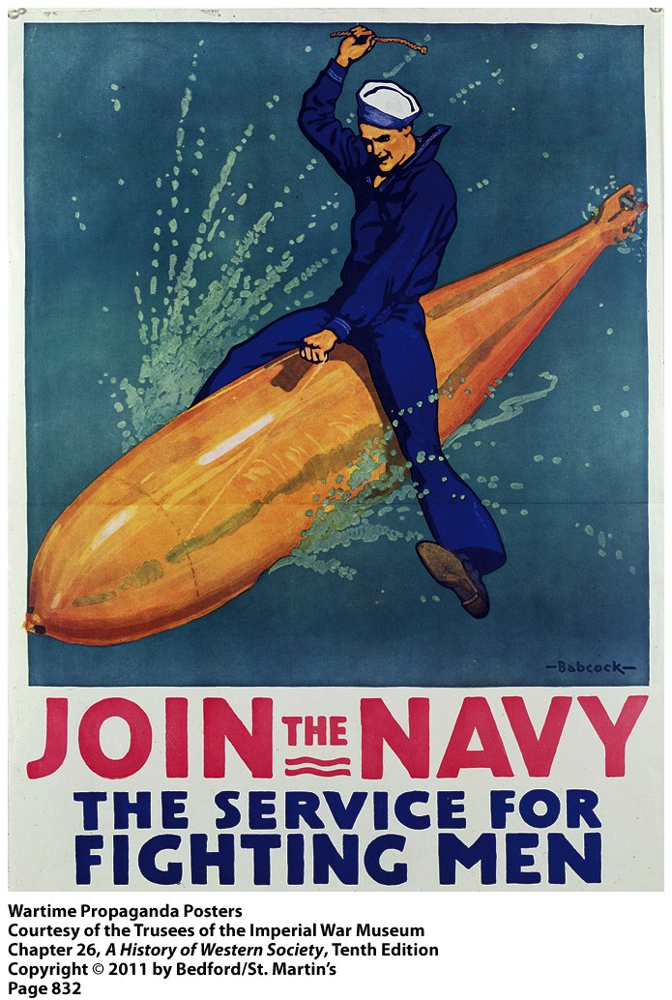 —Babcock—
JOIN THE NAVY
THE SERVICE FOR
FIGHTING MEN
Wartime Propaganda Posters
Courtesy of the Trusees of the Imperial War Museum
Chapter 26, A History of Western Society, Tenth Edition
Copyright © 2011 by Bedford/St. Martin’s
Page 832